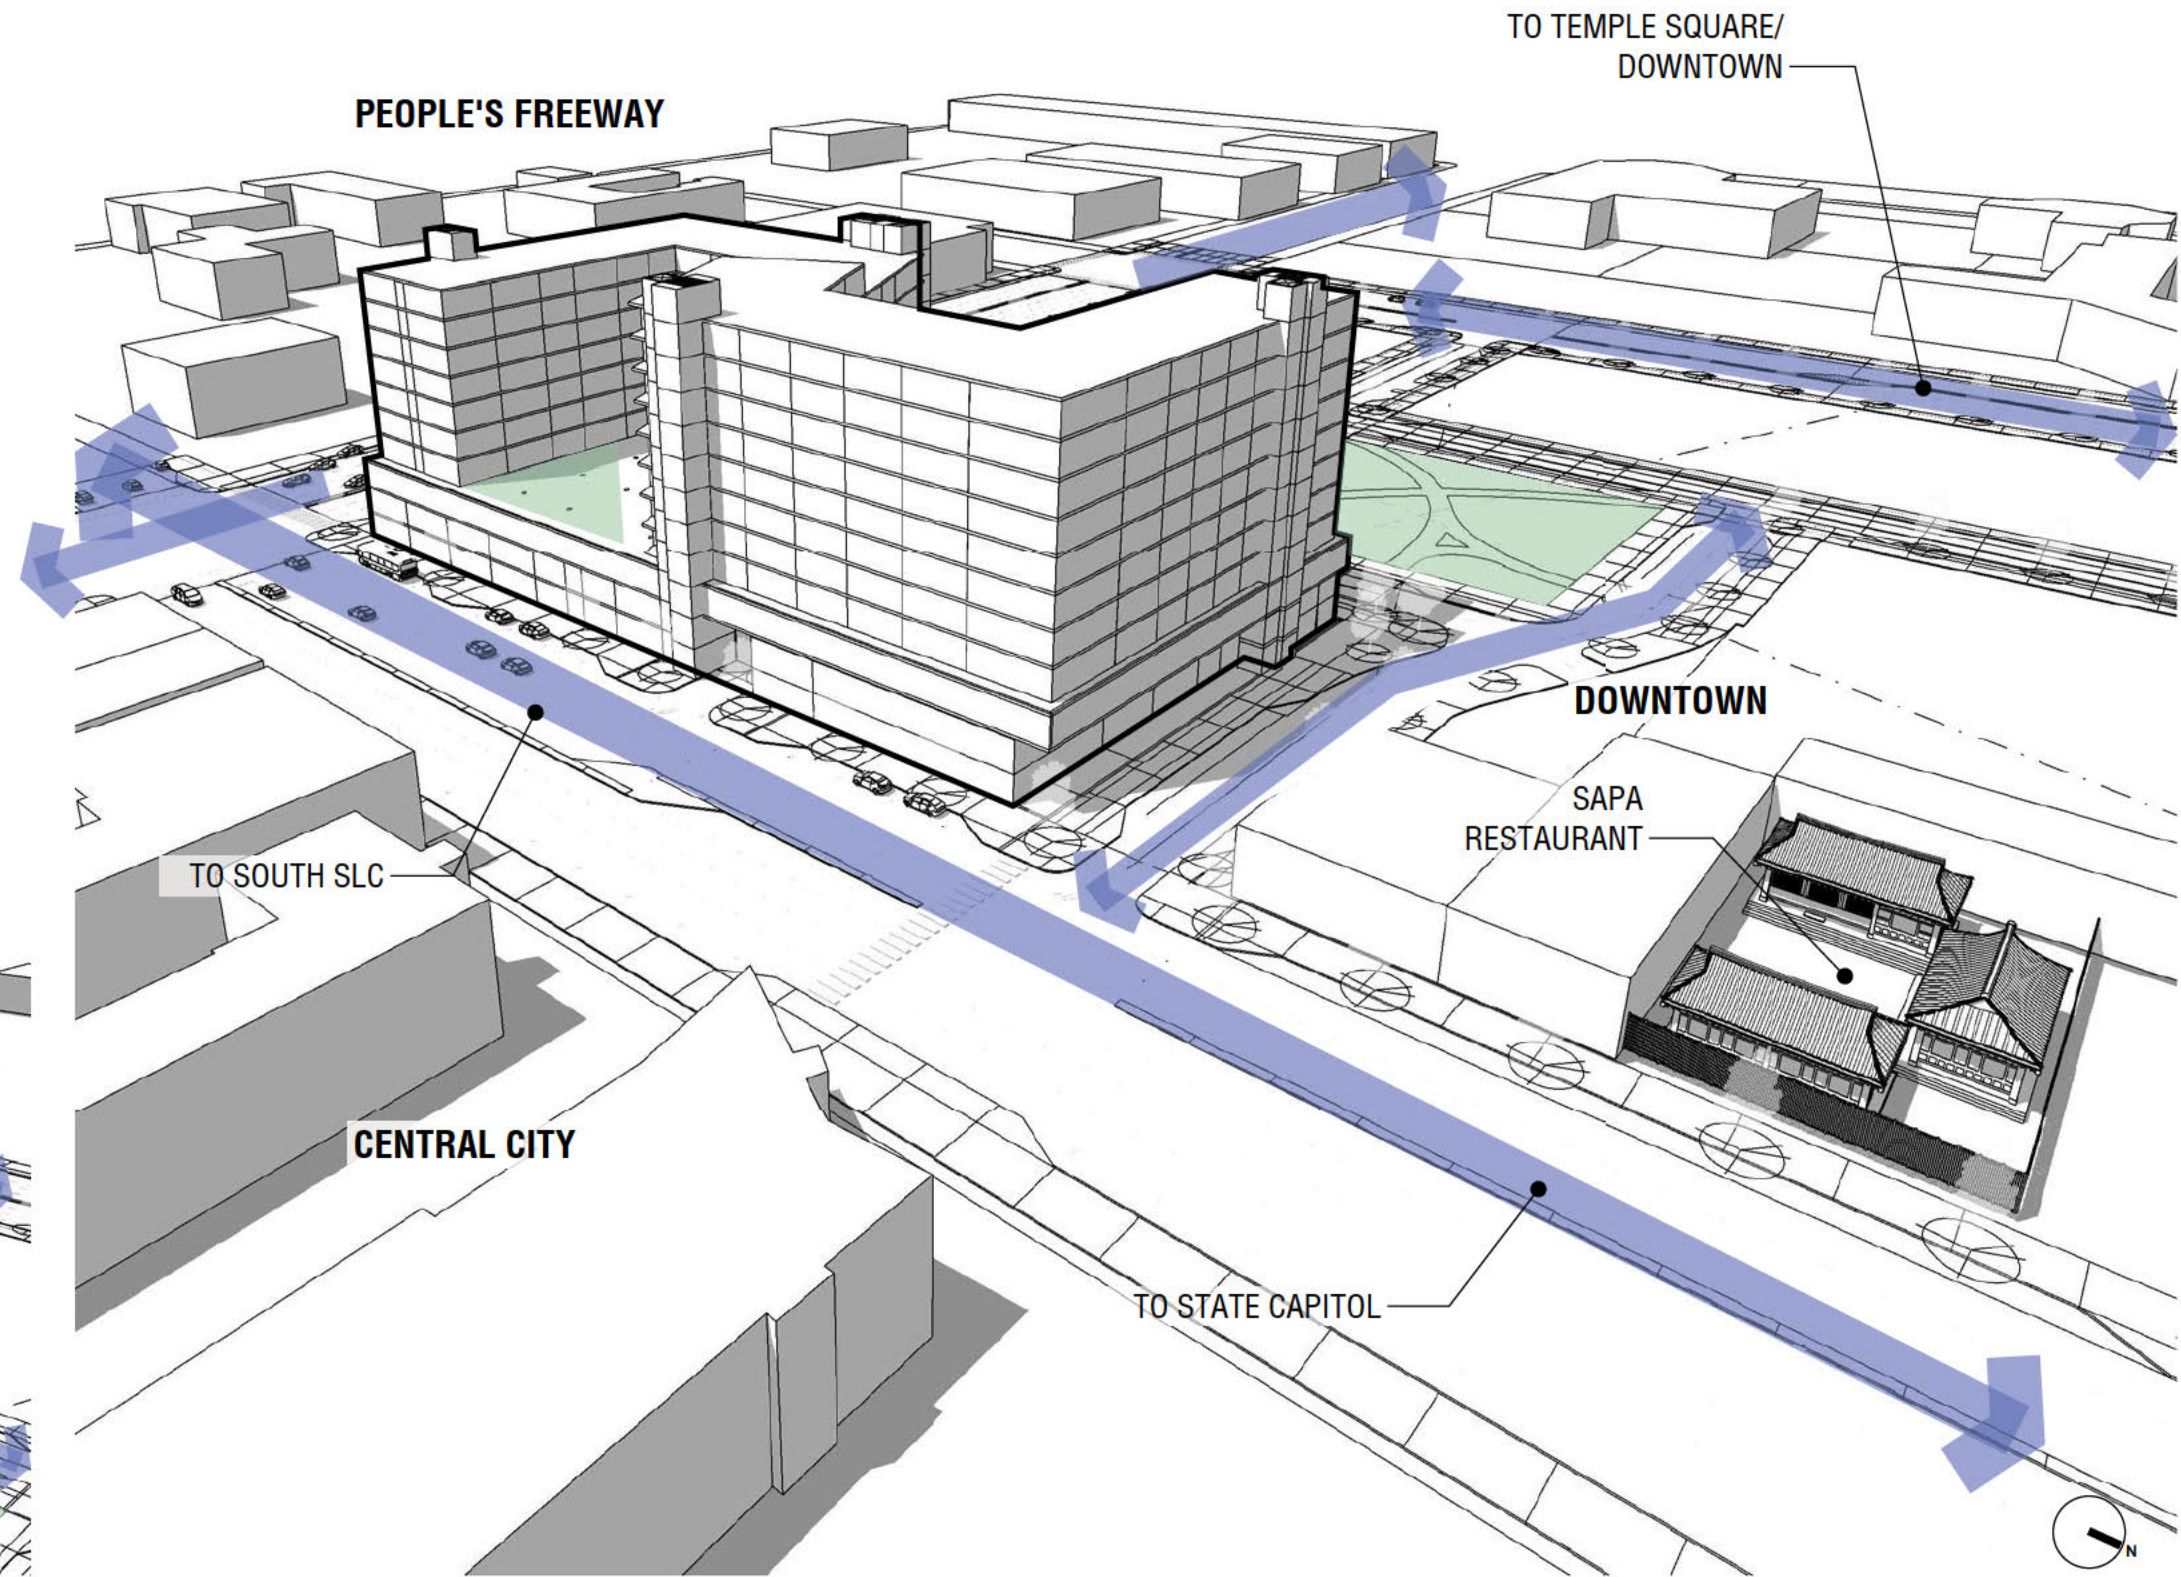 TO TEMPLE SQUARE/
DOWNTOWN
PEOPLE'S FREEWAY
DOWNTOWN
SAPA
RESTAURANT
TO SOUTH SLC
CENTRAL CITY
TO STATE CAPITOL
N